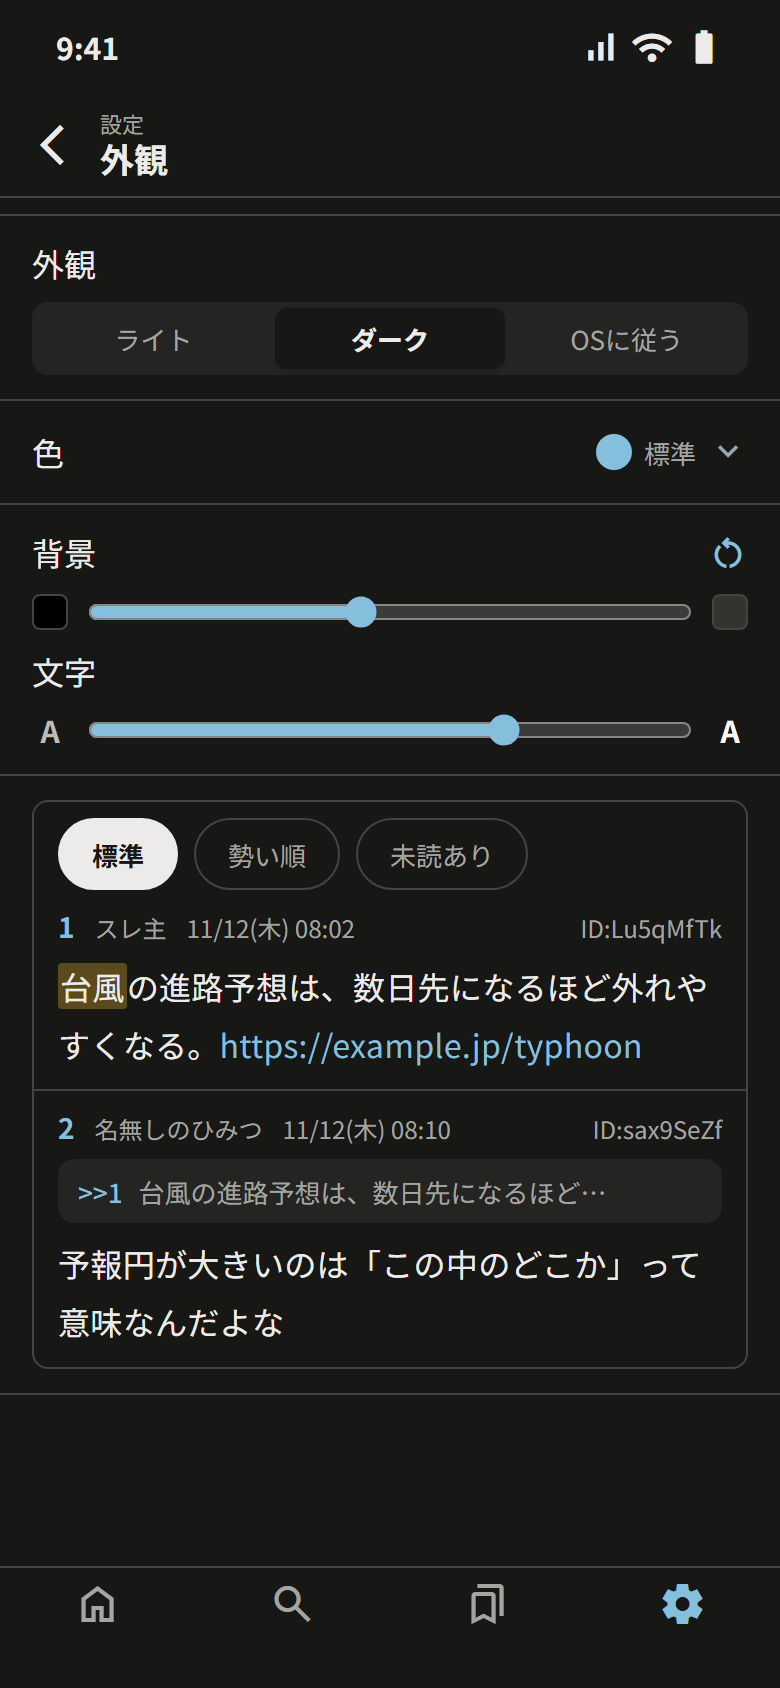 9:41
設定
外観
外観
ライト ダーク OSに従う
色 標準
背景
文字
A A
標準 勢い順 未読あり
1 スレ主 11/12(木) 08:02 ID:Lu5qMfTk
台風の進路予想は、数日先になるほど外れや
すくなる。https://example.jp/typhoon
2 名無しのひみつ 11/12(木) 08:10 ID:sax9SeZf
>>1 台風の進路予想は、数日先になるほど…
予報円が大きいのは「この中のどこか」って
意味なんだよな